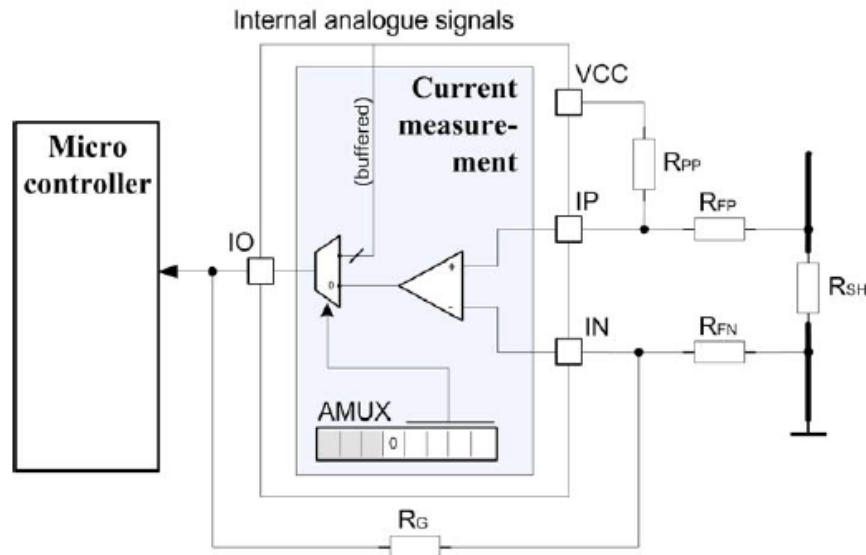 Internal analogue signals
VCC
Current
measure-
ment
(buffered)
Micro
controller
RPP
IP
RFP
IO
+
0
-
RSH
IN
RFN
AMUX
0
RG